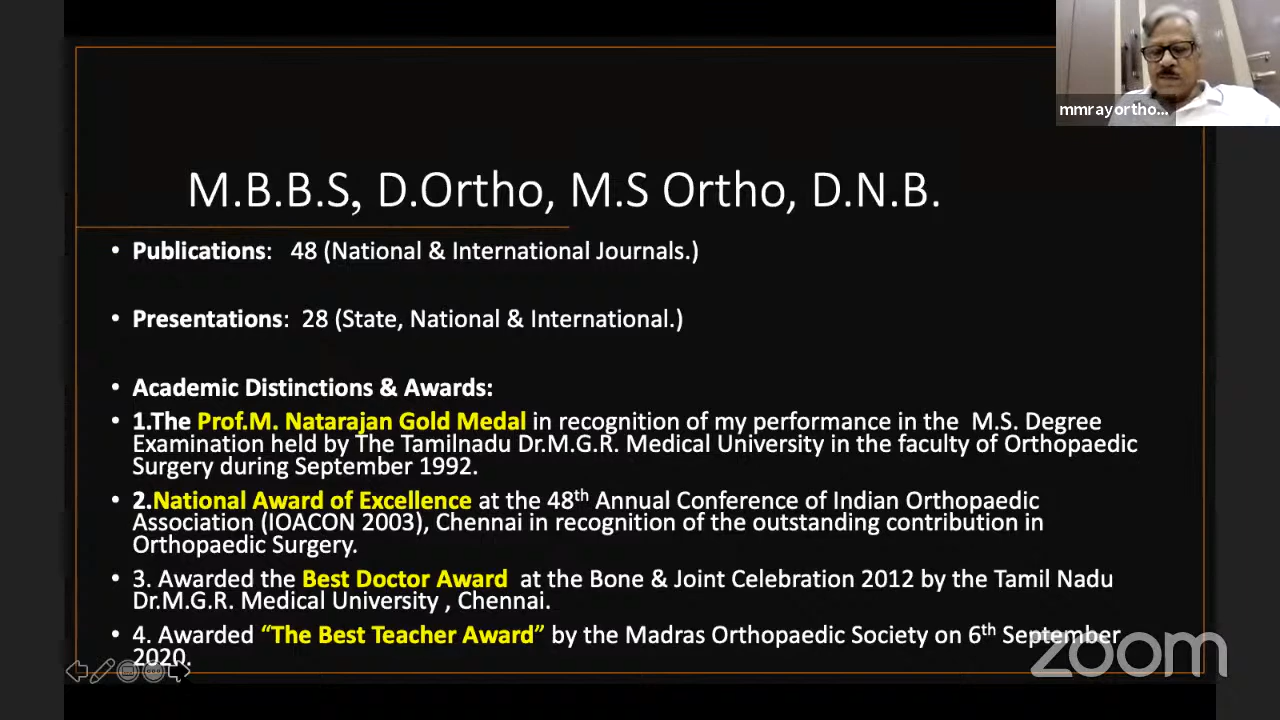 mmrayortho...
M.B.B.S, D.Ortho, M.S Ortho, D.N.B.
• Publications: 48 (National & International Journals.)
• Presentations: 28 (State, National & International.)
• Academic Distinctions & Awards:
• 1.The Prof.M. Natarajan Gold Medal in recognition of my performance in the M.S. Degree
Examination held by The Tamilnadu Dr.M.G.R. Medical University in the faculty of Orthopaedic
Surgery during September 1992.
• 2.National Award of Excellence at the 48th Annual Conference of Indian Orthopaedic
Association (IOACON 2003), Chennai in recognition of the outstanding contribution in
Orthopaedic Surgery.
• 3. Awarded the Best Doctor Award at the Bone & Joint Celebration 2012 by the Tamil Nadu
Dr.M.G.R. Medical University , Chennai.
• 4. Awarded “The Best Teacher Award” by the Madras Orthopaedic Society on 6th September
2020.
zoom